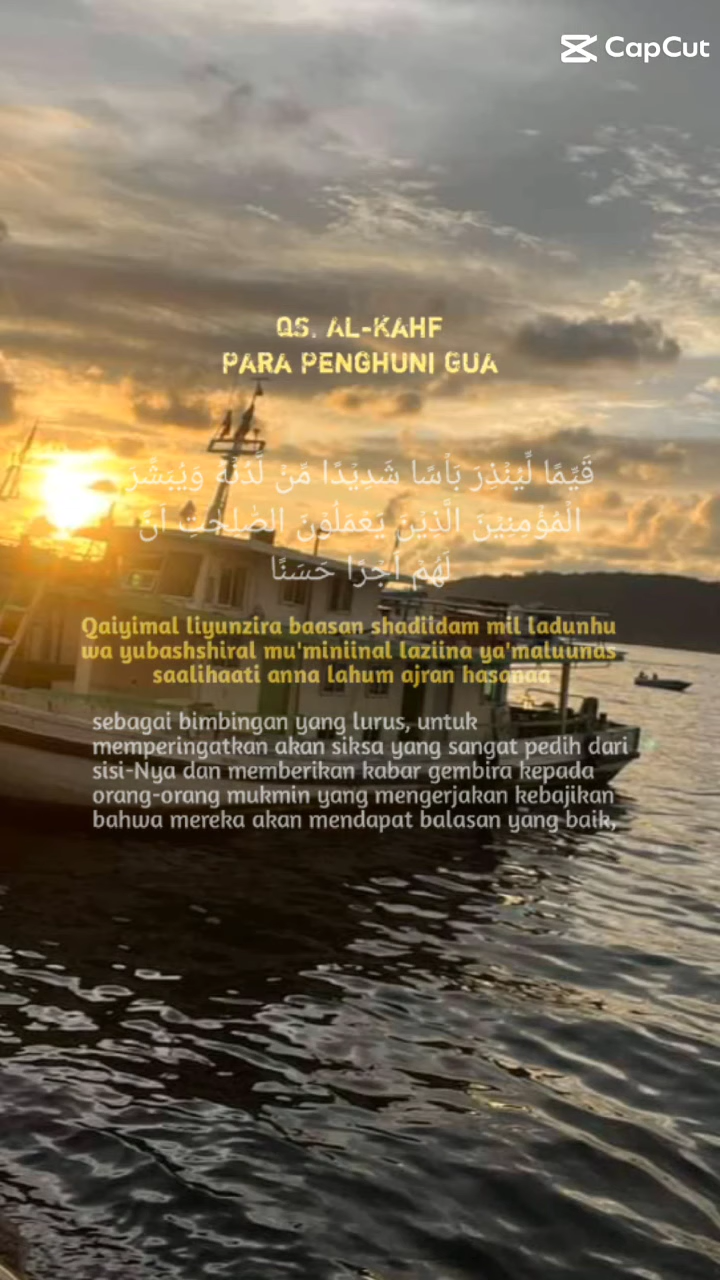 CapCut
QS. AL-KAHF
PARA PENGHUNI GUA
قَيِّمًا لِّيُنْذِرَ بَأْسًا شَدِيْدًا مِّنْ لَّدُنْهُ وَيُبَشِّرَ
الْمُؤْمِنِيْنَ الَّذِيْنَ يَعْمَلُوْنَ الصّٰلِحٰتِ اَنَّ
لَهُمْ اَجْرًا حَسَنًا
Qaiyimal liyunzira baasan shadiidam mil ladunhu
wa yubashshiral mu'miniinal laziina ya'maluunas
saalihaati anna lahum ajran hasanaa
sebagai bimbingan yang lurus, untuk
memperingatkan akan siksa yang sangat pedih dari
sisi-Nya dan memberikan kabar gembira kepada
orang-orang mukmin yang mengerjakan kebajikan
bahwa mereka akan mendapat balasan yang baik,